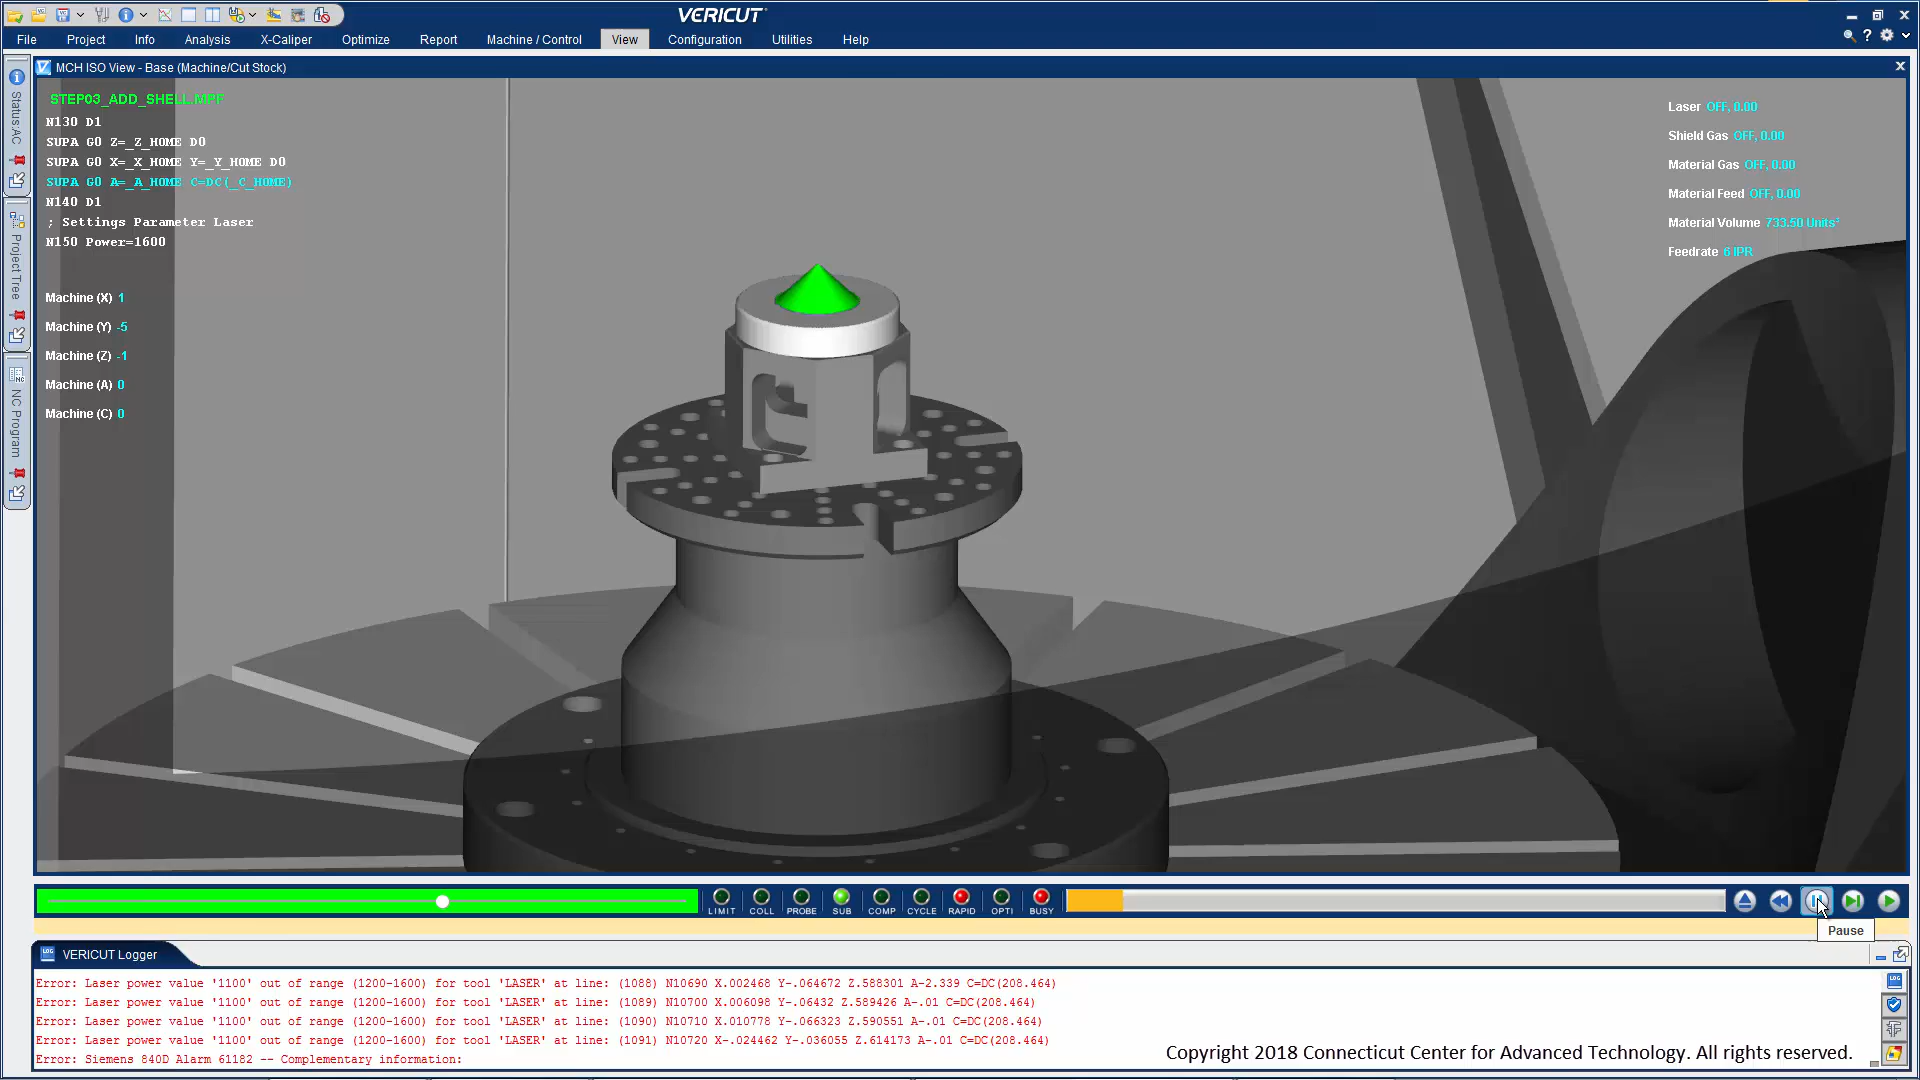 VERICUT
File Project Info Analysis X-Caliper Optimize Report Machine / Control View Configuration Utilities Help
MCH ISO View - Base (Machine/Cut Stock)
STEP03_ADD_SHELL.MPF
N130 D1
SUPA G0 Z=_Z_HOME D0
SUPA G0 X=_X_HOME Y=_Y_HOME D0
SUPA G0 A=_A_HOME C=DC(_C_HOME)
N140 D1
; Settings Parameter Laser
N150 Power=1600
Machine (X) 1
Machine (Y) -5
Machine (Z) -1
Machine (A) 0
Machine (C) 0
Laser OFF, 0.00
Shield Gas OFF, 0.00
Material Gas OFF, 0.00
Material Feed OFF, 0.00
Material Volume 733.50 Units³
Feedrate 6 IPR
Status:AC
Project Tree
NC Program
LIMIT COLL PROBE SUB COMP CYCLE RAPID OPTI BUSY
Pause
VERICUT Logger
Error: Laser power value '1100' out of range (1200-1600) for tool 'LASER' at line: (1088) N10690 X.002468 Y-.064672 Z.588301 A-2.339 C=DC(208.464)
Error: Laser power value '1100' out of range (1200-1600) for tool 'LASER' at line: (1089) N10700 X.006098 Y-.06432 Z.589426 A-.01 C=DC(208.464)
Error: Laser power value '1100' out of range (1200-1600) for tool 'LASER' at line: (1090) N10710 X.010778 Y-.066323 Z.590551 A-.01 C=DC(208.464)
Error: Laser power value '1100' out of range (1200-1600) for tool 'LASER' at line: (1091) N10720 X-.024462 Y-.036055 Z.614173 A-.01 C=DC(208.464)
Error: Siemens 840D Alarm 61182 -- Complementary information:
Copyright 2018 Connecticut Center for Advanced Technology. All rights reserved.